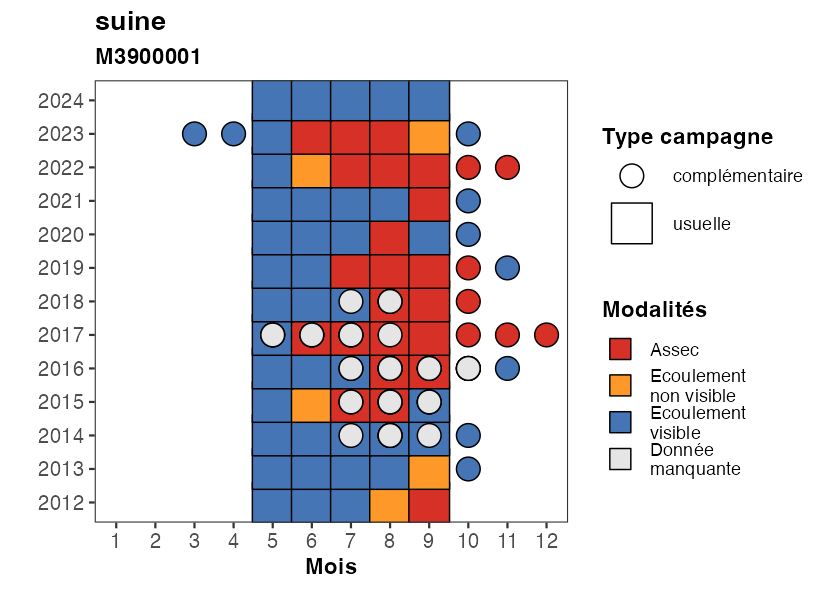 suine
M3900001
2024
2023
2022
2021
2020
2019
2018
2017
2016
2015
2014
2013
2012
1 2 3 4 5 6 7 8 9 10 11 12
Mois
Type campagne
complémentaire
usuelle
Modalités
Assec
Ecoulement
non visible
Ecoulement
visible
Donnée
manquante